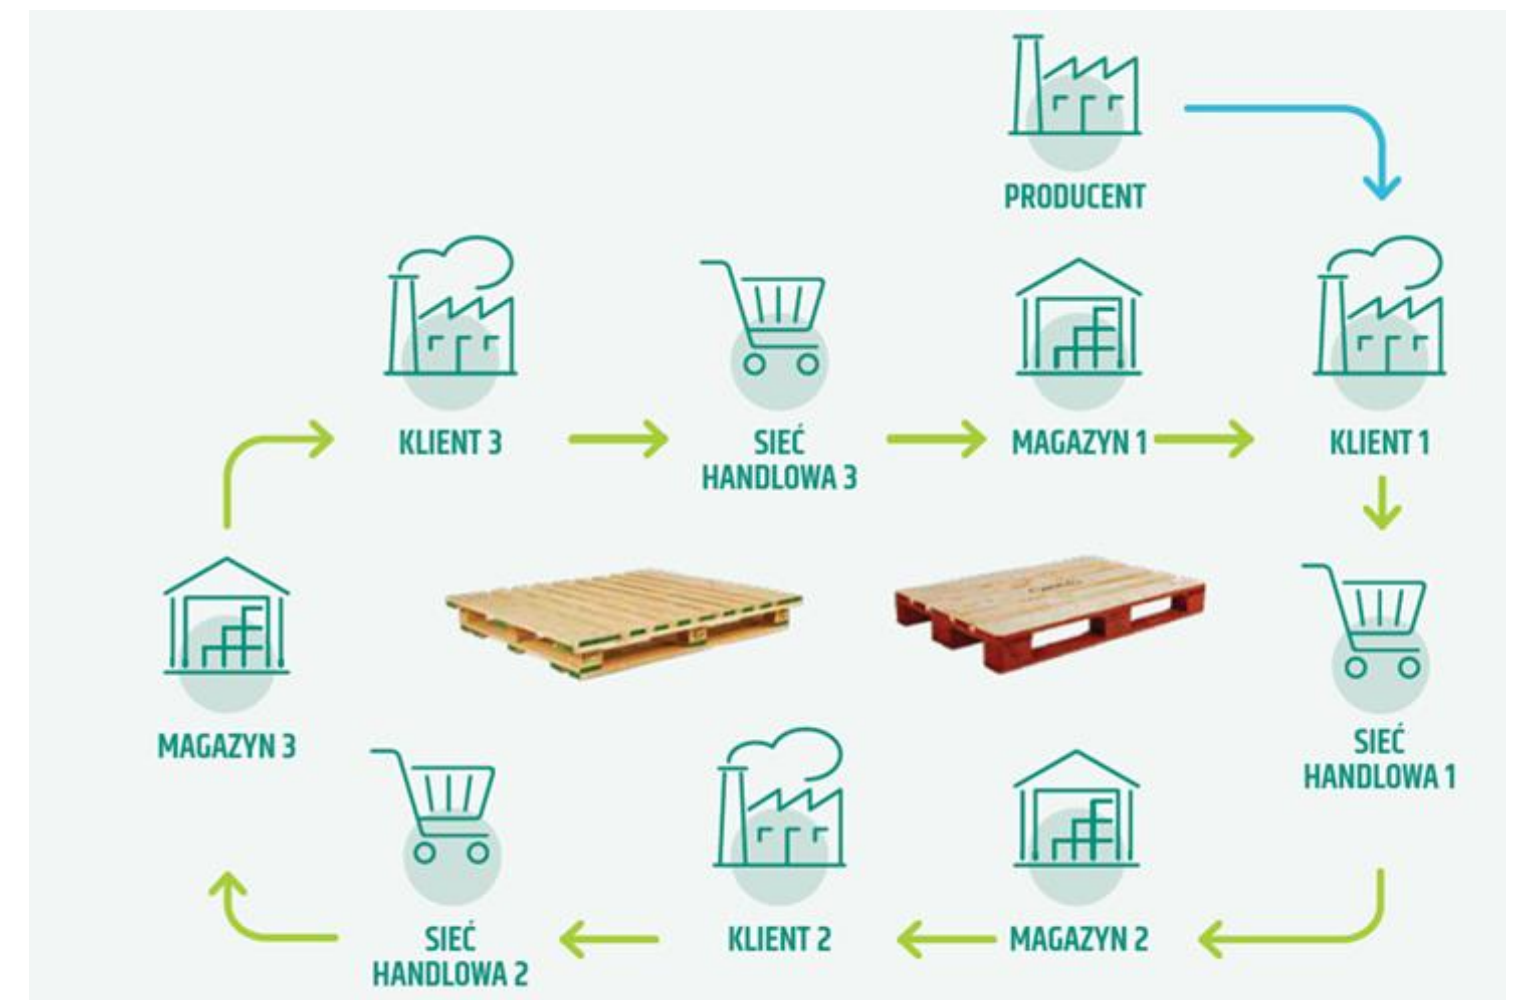 PRODUCENT
KLIENT 3
SIEĆ
HANDLOWA 3
MAGAZYN 1
KLIENT 1
MAGAZYN 3
SIEĆ
HANDLOWA 1
SIEĆ
HANDLOWA 2
KLIENT 2
MAGAZYN 2